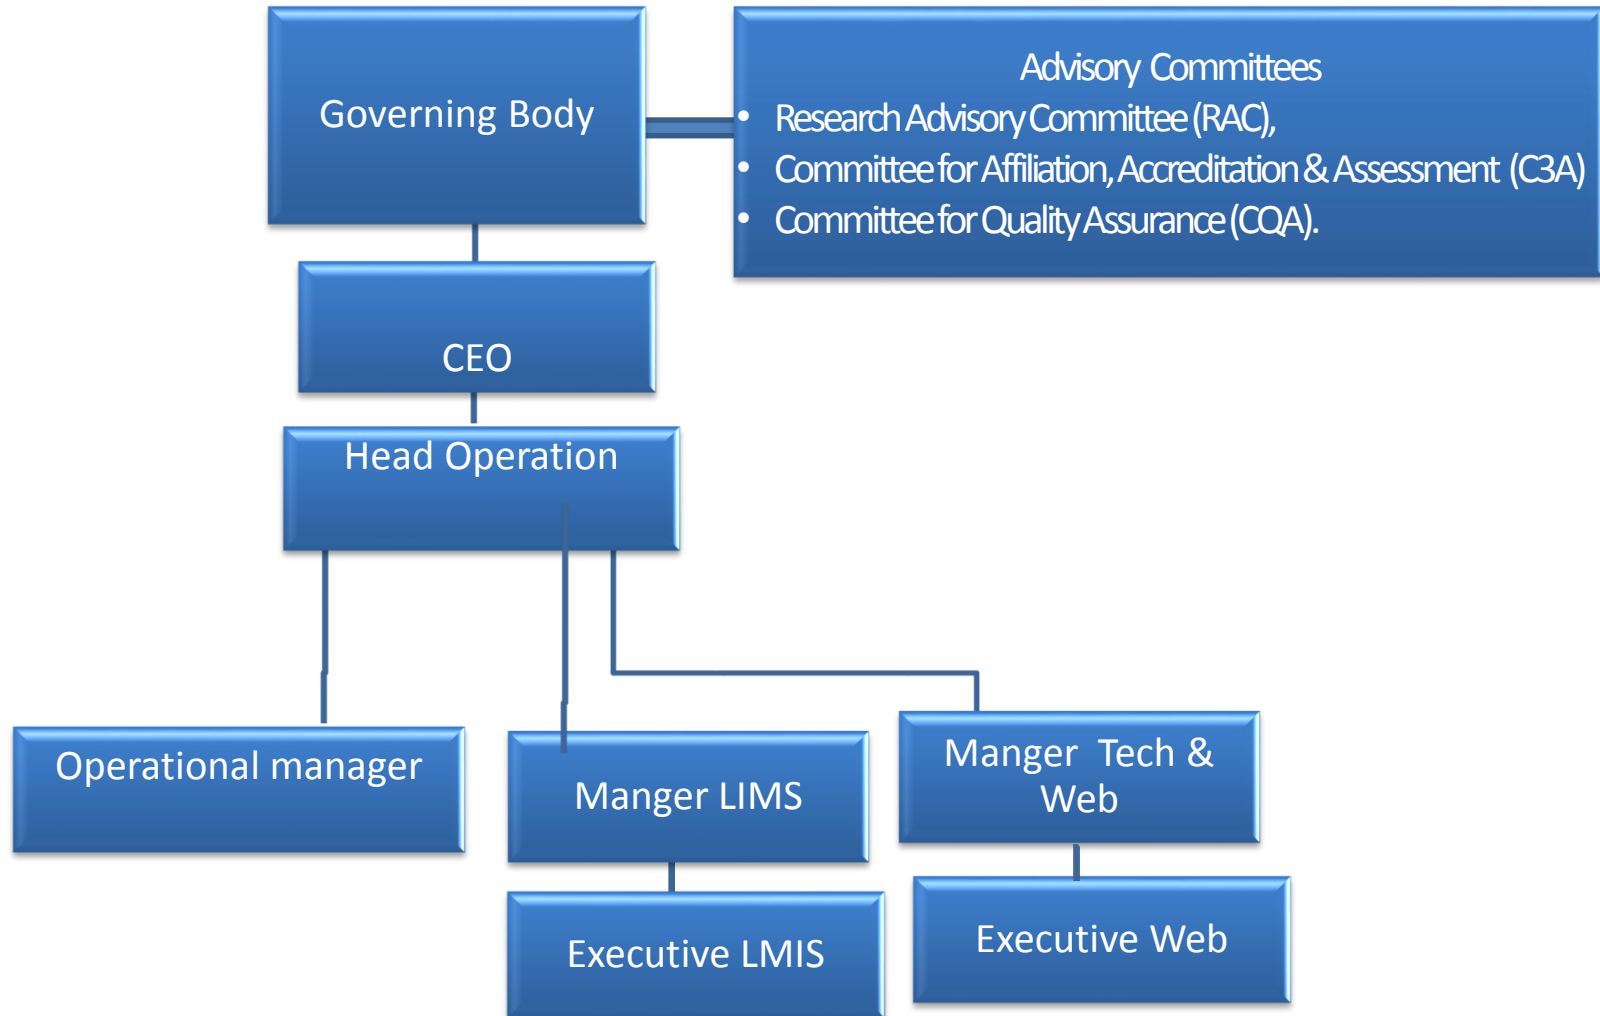 Governing Body
Advisory Committees
• Research Advisory Committee (RAC),
• Committee for Affiliation, Accreditation & Assessment (C3A)
• Committee for Quality Assurance (CQA).
CEO
Head Operation
Operational manager
Manger LIMS
Manger Tech &
Web
Executive LMIS
Executive Web